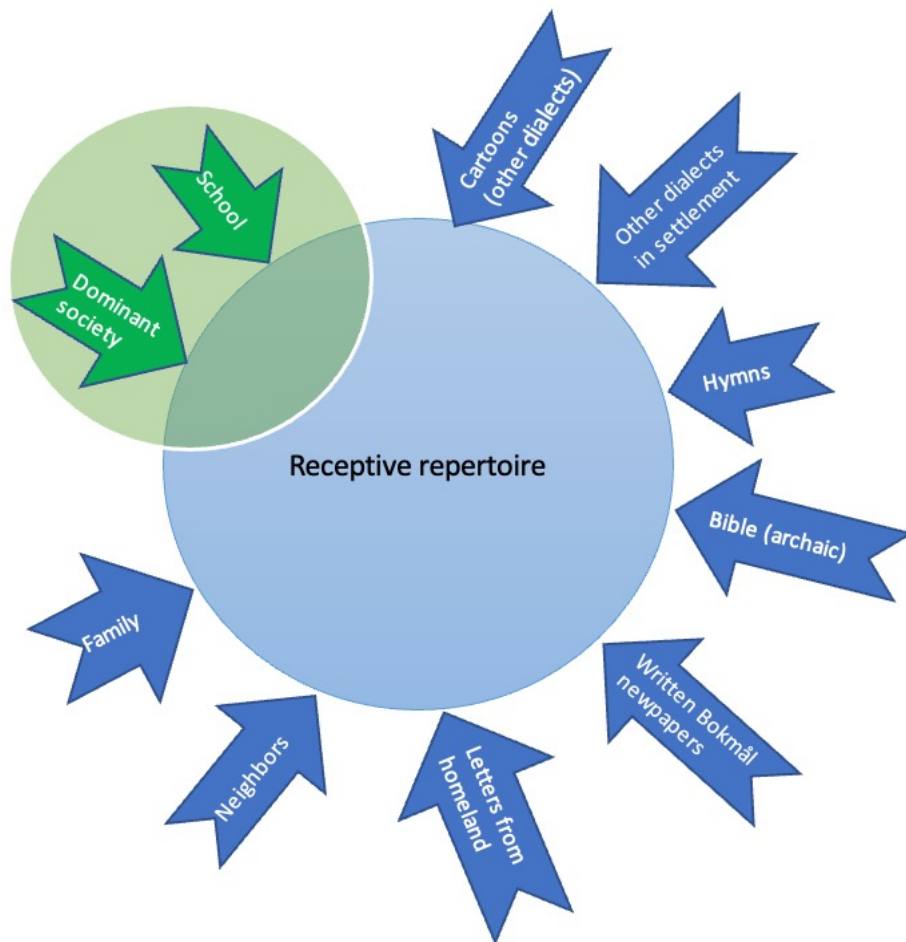 Cartoons
(other dialects)
School
Other dialects
in settlement
Dominant
society
Hymns
Receptive repertoire
Bible (archaic)
Family
Written Bokmål
newpapers
Neighbors
Letters from
homeland